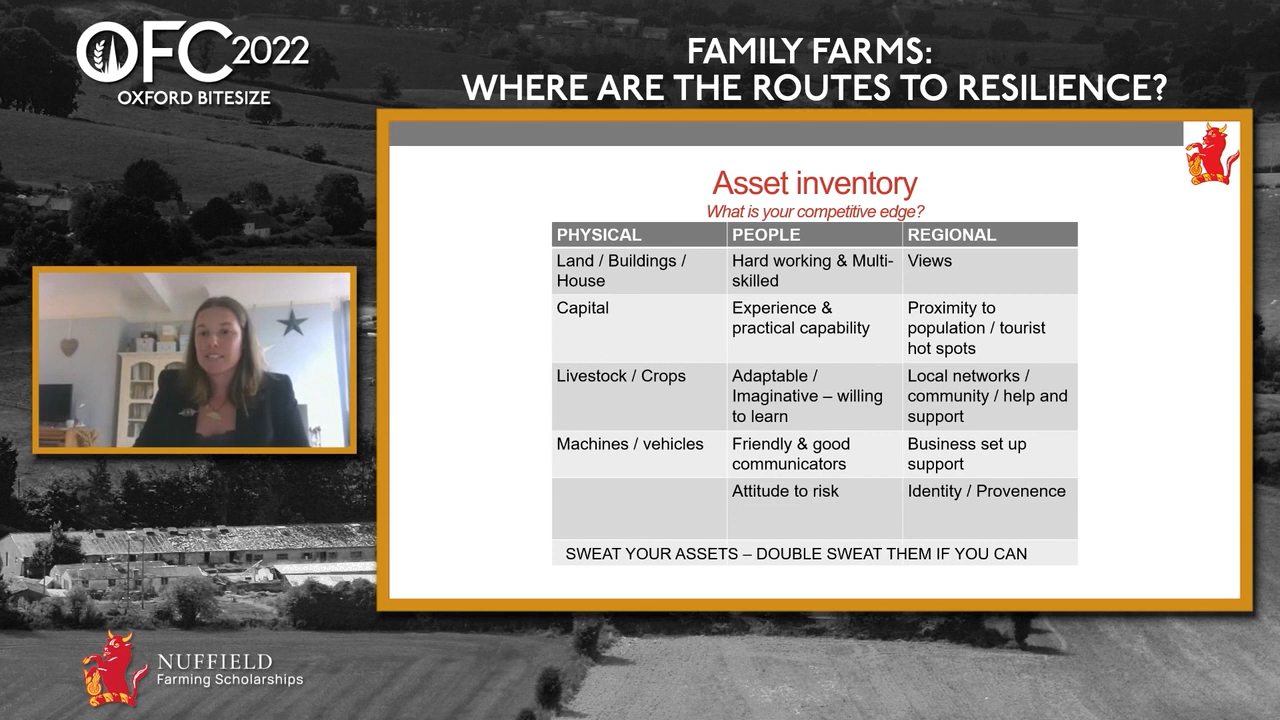 OFC 2022
OXFORD BITESIZE
FAMILY FARMS:
WHERE ARE THE ROUTES TO RESILIENCE?
Asset inventory
What is your competitive edge?
PHYSICAL PEOPLE REGIONAL
Land / Buildings /
House
Hard working & Multi-
skilled
Views
Capital
Experience &
practical capability
Proximity to
population / tourist
hot spots
Livestock / Crops
Adaptable /
Imaginative – willing
to learn
Local networks /
community / help and
support
Machines / vehicles
Friendly & good
communicators
Business set up
support
Attitude to risk
Identity / Provenence
SWEAT YOUR ASSETS – DOUBLE SWEAT THEM IF YOU CAN
NUFFIELD
Farming Scholarships